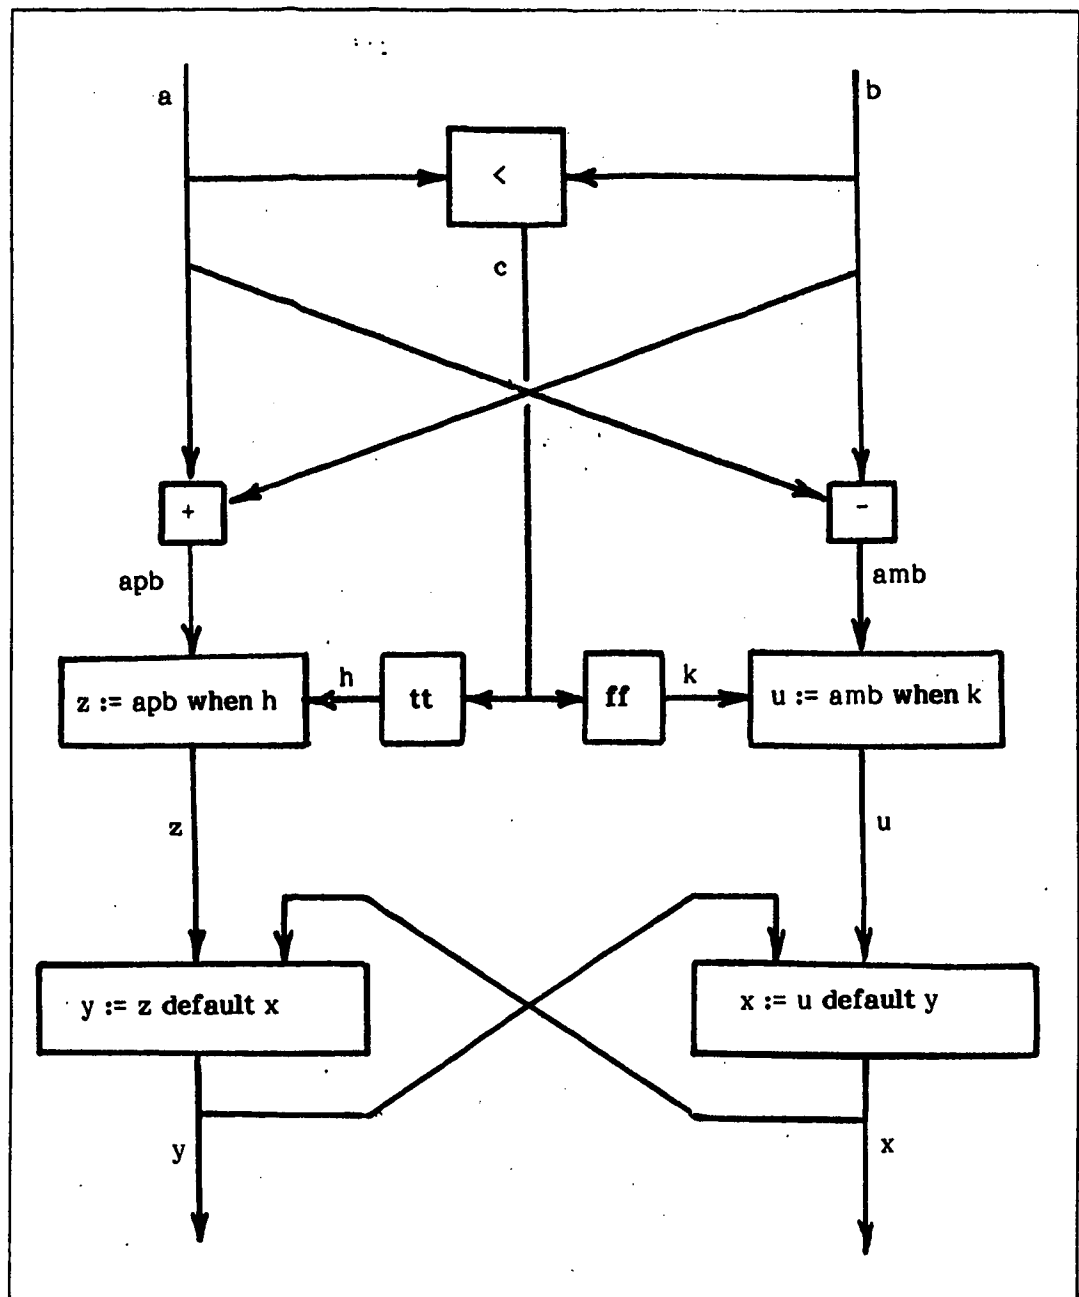 a
b
<
c
+
-
apb
amb
z := apb when h
h
tt
ff
k
u := amb when k
z
u
y := z default x
x := u default y
y
x